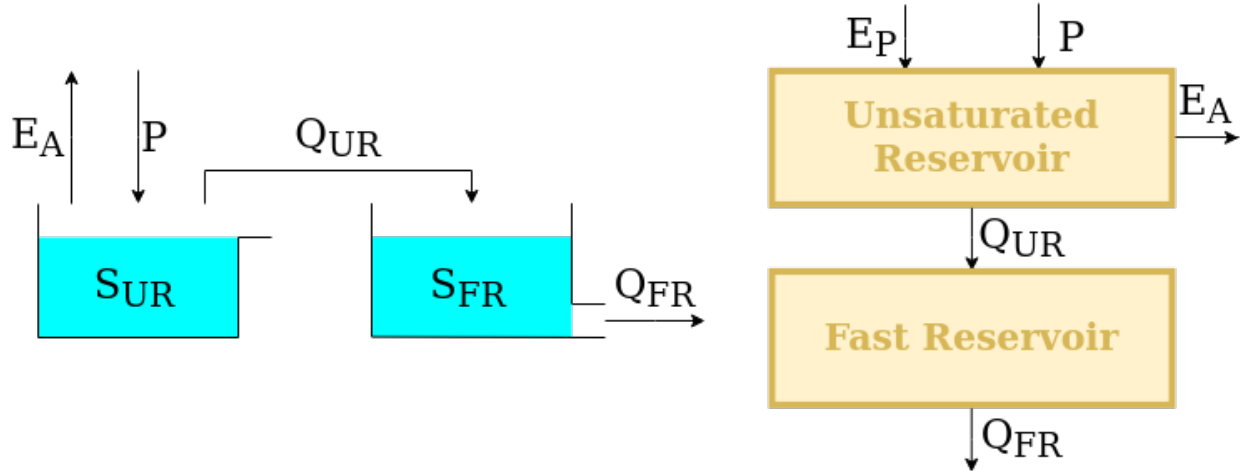 E_A
P
Q_UR
S_UR
S_FR
Q_FR
E_P
P
Unsaturated
Reservoir
E_A
Q_UR
Fast Reservoir
Q_FR